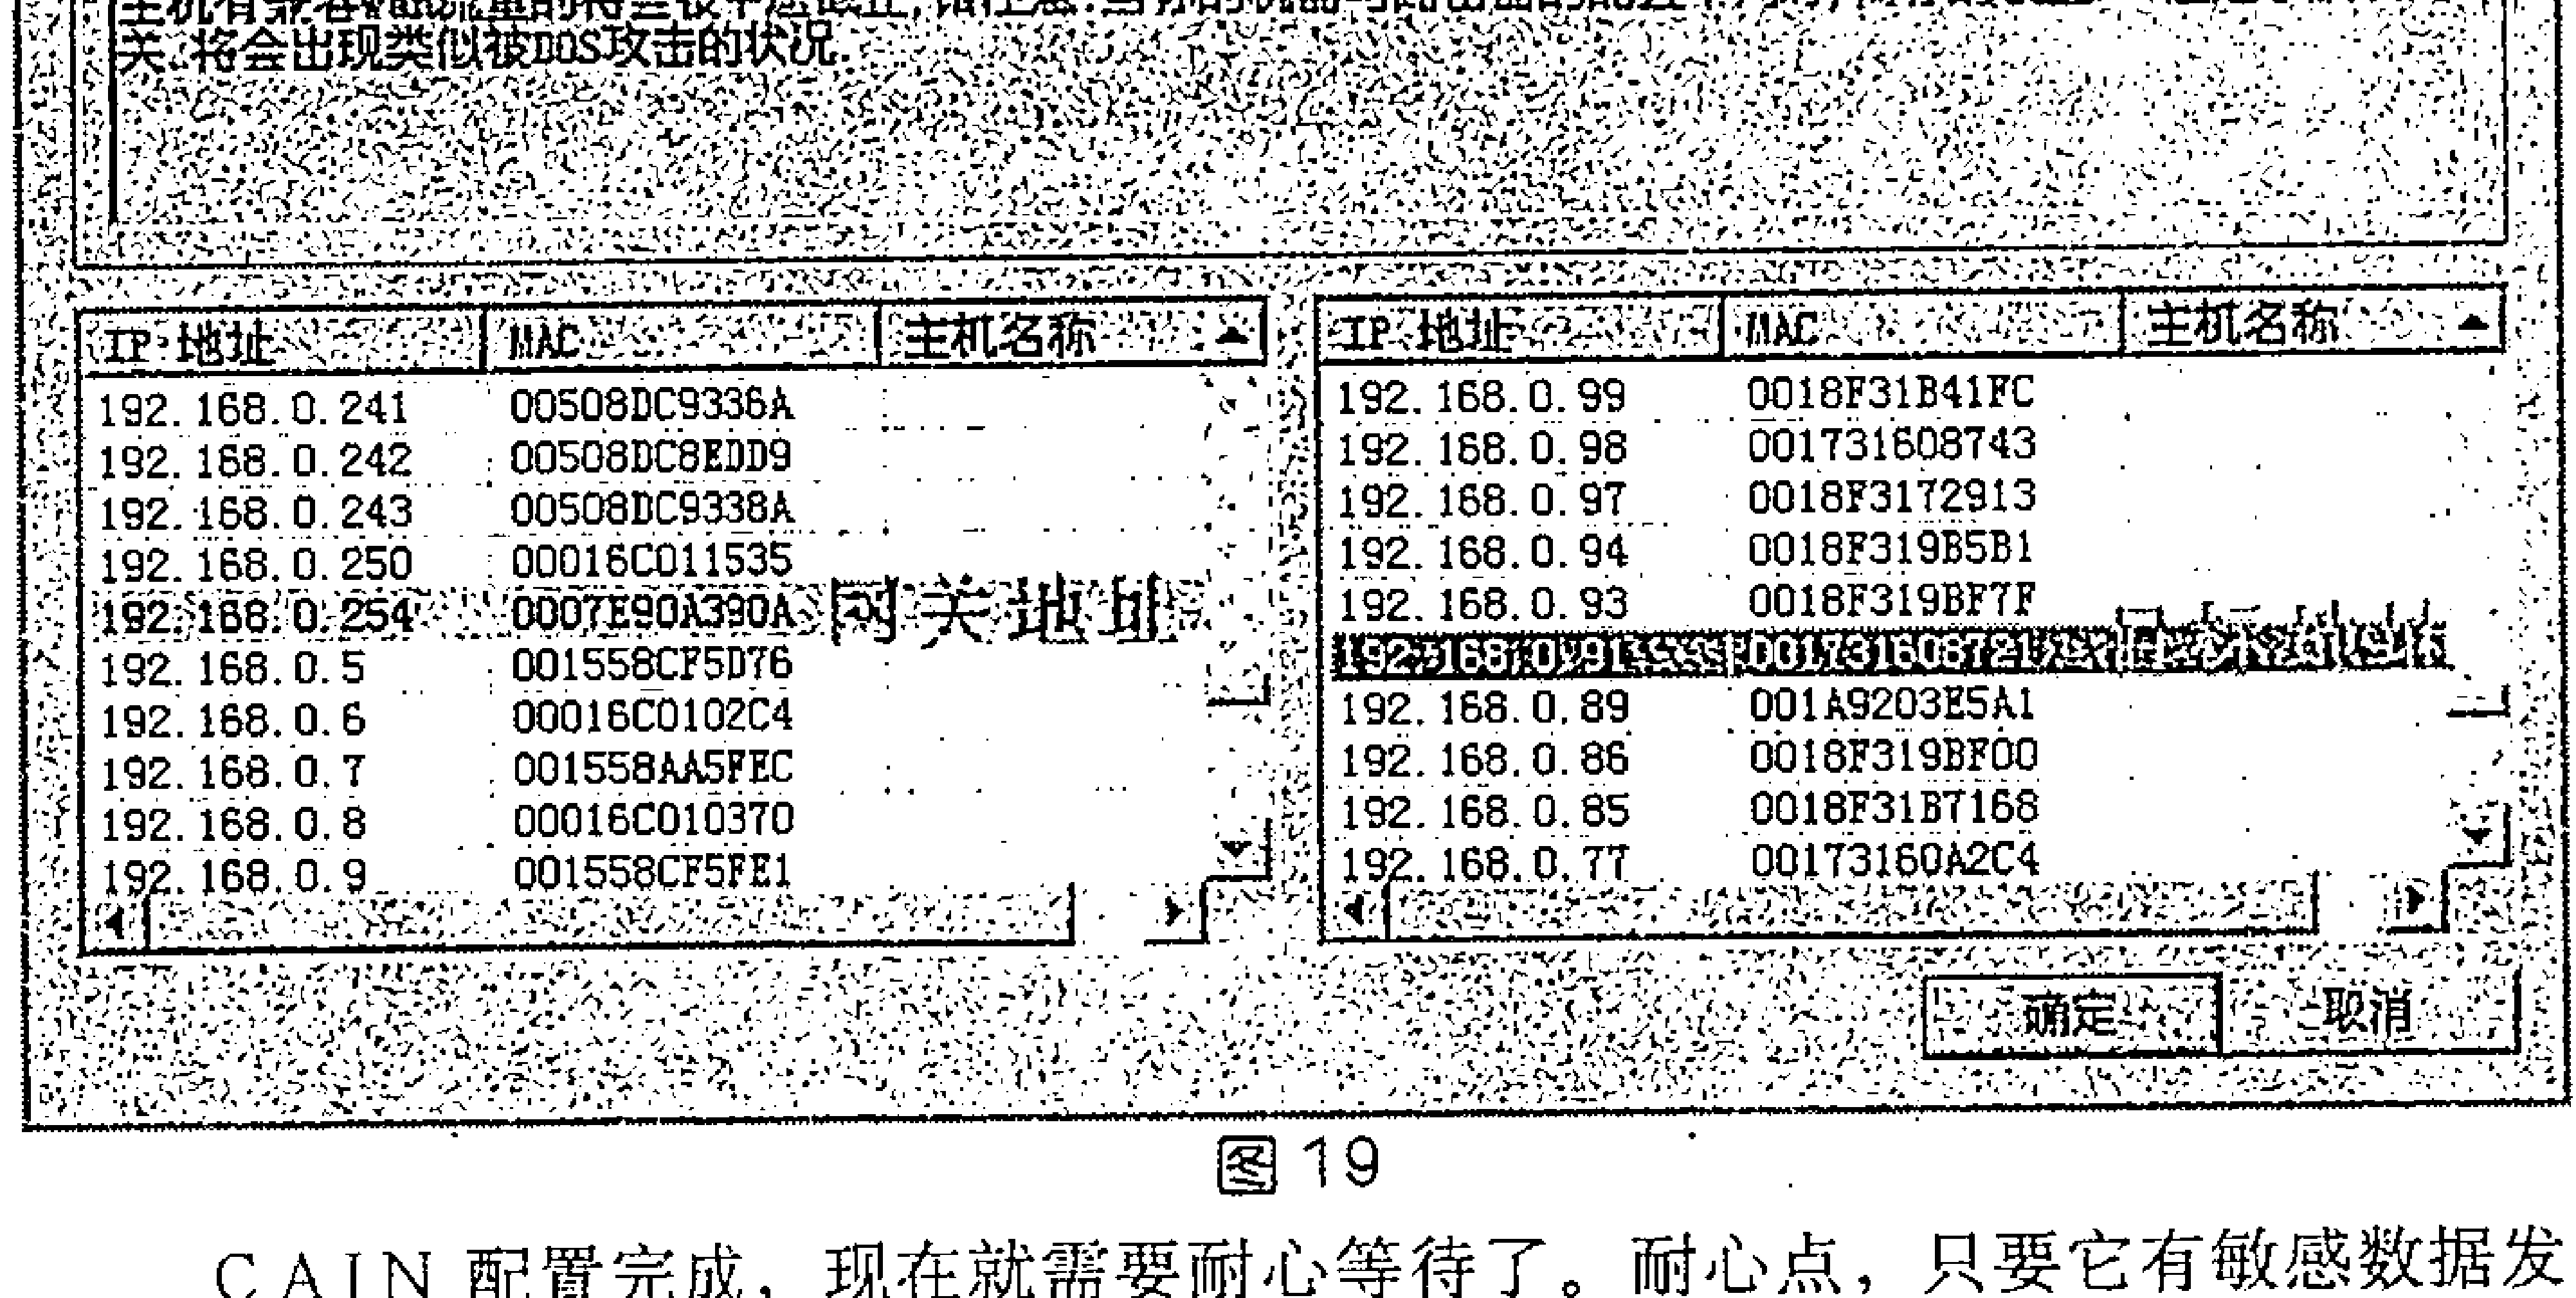 关.将会出现类似被DOS攻击的状况.
IP 地址 MAC 主机名称
192.168.0.241 00508DC9336A
192.168.0.242 00508DC8EDD9
192.168.0.243 00508DC9338A
192.168.0.250 00016C011535
192.168.0.254 0007E90A390A 网关地址
192.168.0.5 001558CF5D76
192.168.0.6 00016C0102C4
192.168.0.7 001558AA5FEC
192.168.0.8 00016C010370
192.168.0.9 001558CF5FE1
IP 地址 MAC 主机名称
192.168.0.99 0018F31B41FC
192.168.0.98 001731608743
192.168.0.97 0018F3172913
192.168.0.94 0018F319B5B1
192.168.0.93 0018F319BF7F
192.168.0.91 001731608721
192.168.0.89 001A9203E5A1
192.168.0.86 0018F319BF00
192.168.0.85 0018F31B7168
192.168.0.77 00173160A2C4
确定 取消
图 19
CAIN 配置完成，现在就需要耐心等待了。耐心点，只要它有敏感数据发